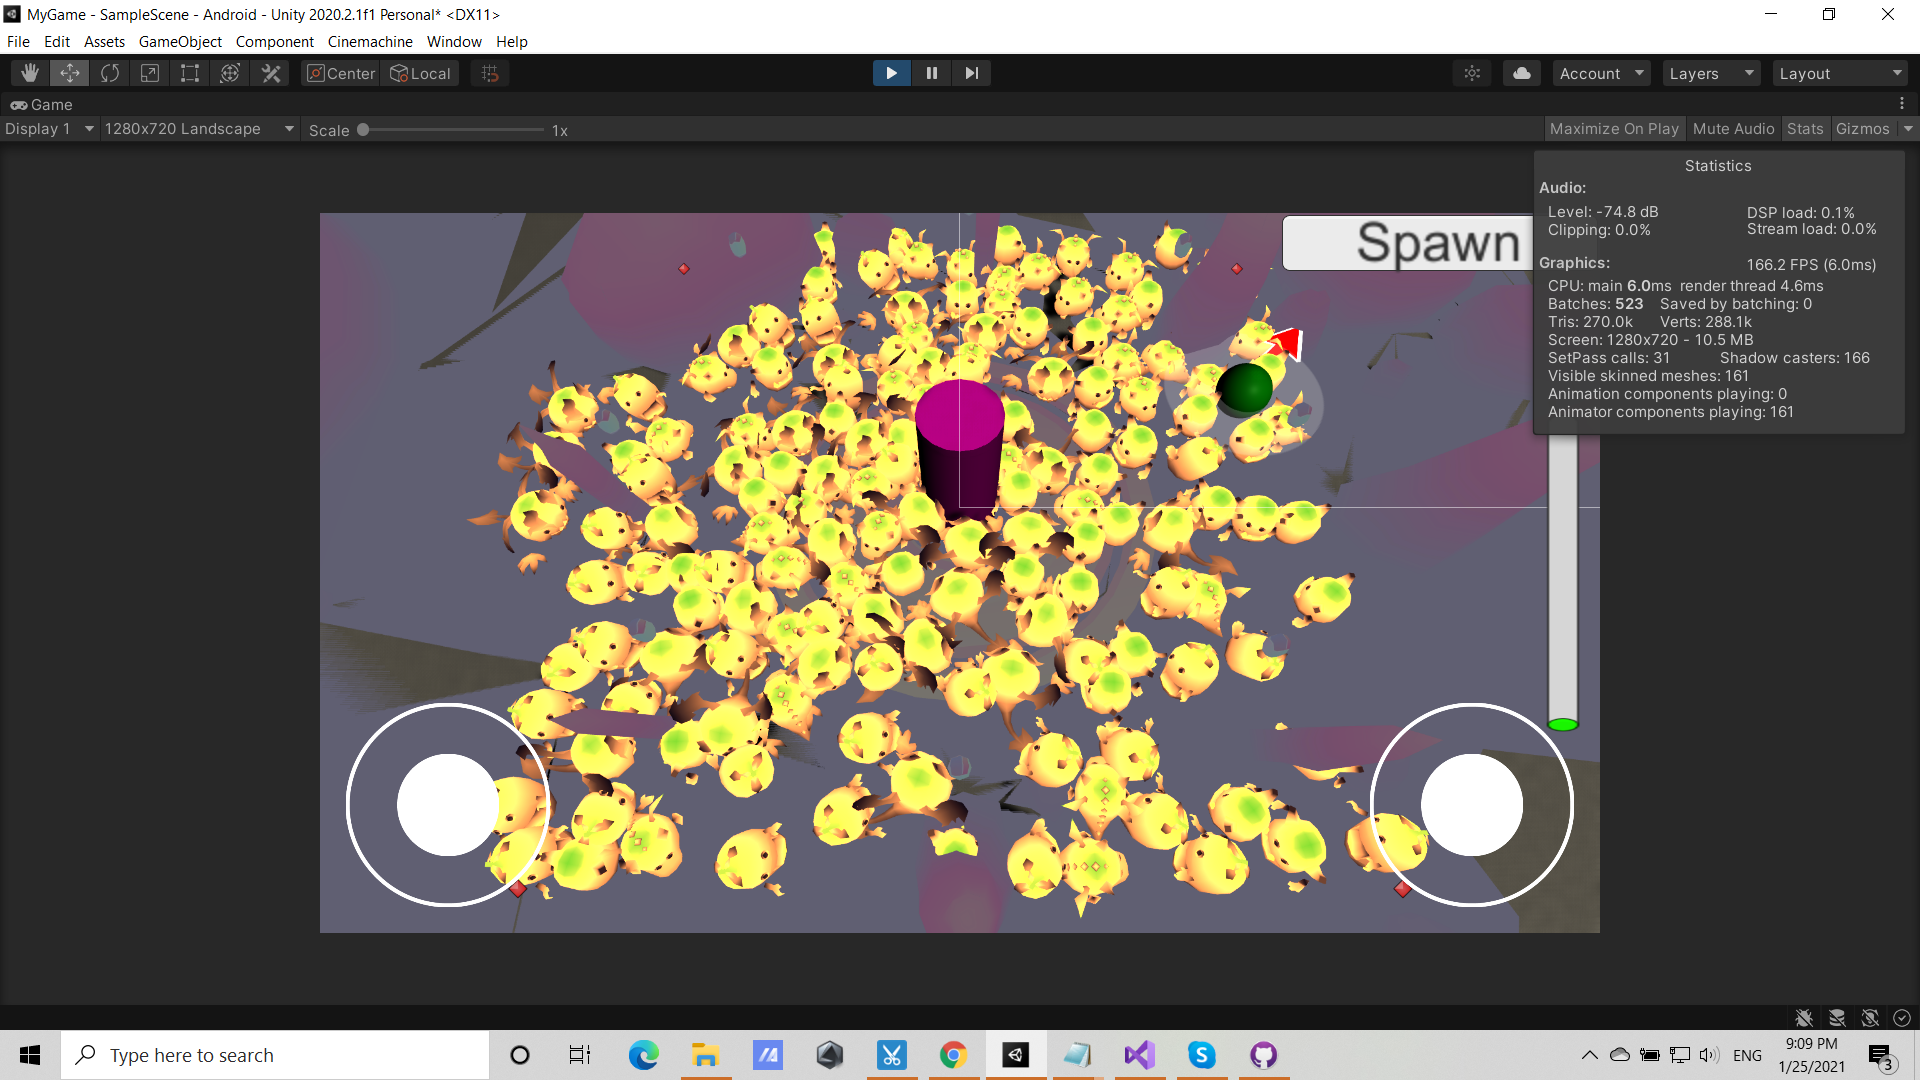 MyGame - SampleScene - Android - Unity 2020.2.1f1 Personal* <DX11>
File Edit Assets GameObject Component Cinemachine Window Help
Center Local Account Layers Layout
Game
Display 1 1280x720 Landscape Scale 1x Maximize On Play Mute Audio Stats Gizmos
Statistics
Audio:
Level: -74.8 dB DSP load: 0.1%
Clipping: 0.0% Stream load: 0.0%
Spawn
Graphics: 166.2 FPS (6.0ms)
CPU: main 6.0ms render thread 4.6ms
Batches: 523 Saved by batching: 0
Tris: 270.0k Verts: 288.1k
Screen: 1280x720 - 10.5 MB
SetPass calls: 31 Shadow casters: 166
Visible skinned meshes: 161
Animation components playing: 0
Animator components playing: 161
Type here to search
ENG
9:09 PM
1/25/2021
3